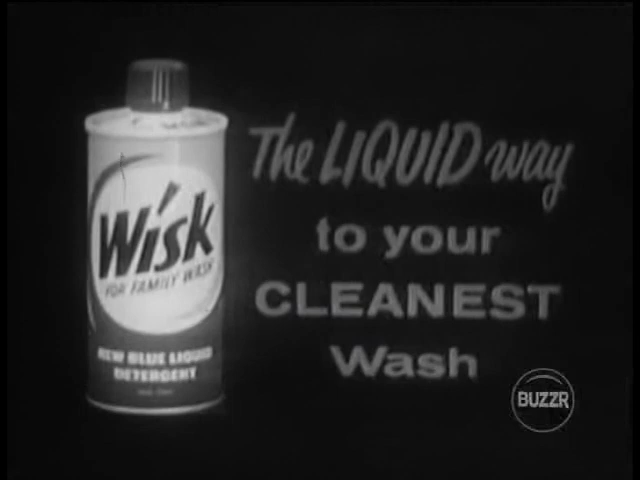 Wisk
FOR FAMILY WASH
NEW BLUE LIQUID
DETERGENT
The LIQUID way
to your
CLEANEST
Wash
BUZZR